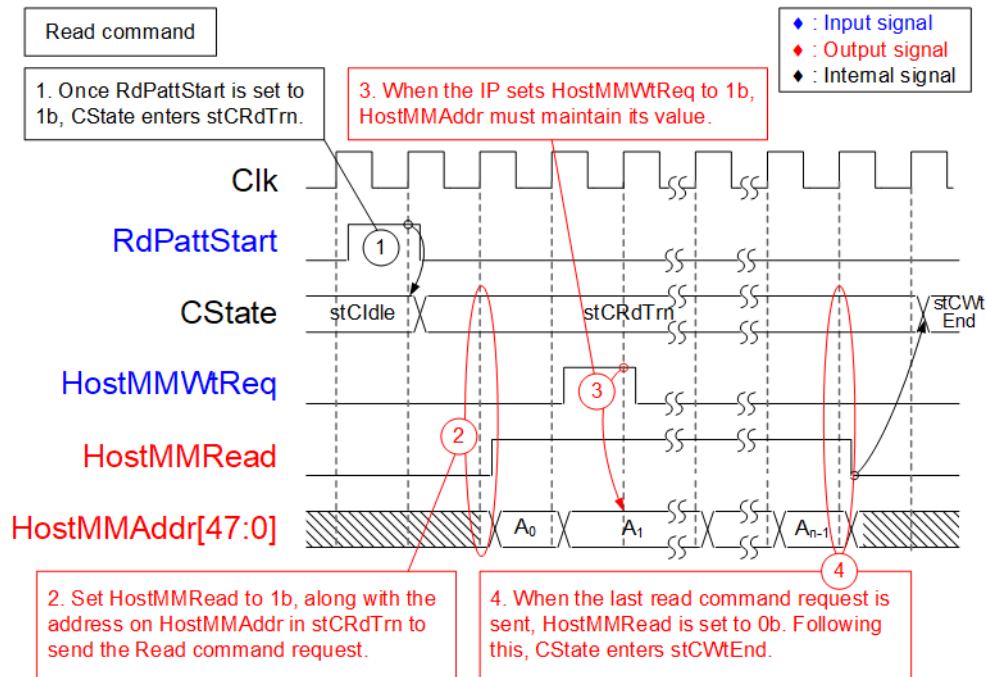 Read command
♦ : Input signal
♦ : Output signal
♦ : Internal signal
1. Once RdPattStart is set to
1b, CState enters stCRdTrn.
3. When the IP sets HostMMWtReq to 1b,
HostMMAddr must maintain its value.
Clk
RdPattStart
1
CState
stCIdle
stCRdTrn
stCWt
End
HostMMWtReq
3
2
HostMMRead
HostMMAddr[47:0]
A0
A1
An-1
4
2. Set HostMMRead to 1b, along with the
address on HostMMAddr in stCRdTrn to
send the Read command request.
4. When the last read command request is
sent, HostMMRead is set to 0b. Following
this, CState enters stCWtEnd.